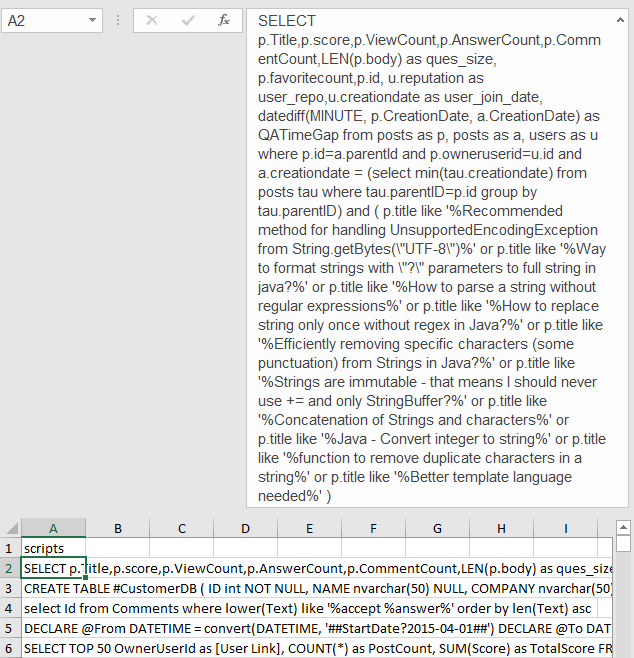 A2
fx
SELECT
p.Title,p.score,p.ViewCount,p.AnswerCount,p.Comm
entCount,LEN(p.body) as ques_size,
p.favoritecount,p.id, u.reputation as
user_repo,u.creationdate as user_join_date,
datediff(MINUTE, p.CreationDate, a.CreationDate) as
QATimeGap from posts as p, posts as a, users as u
where p.id=a.parentId and p.owneruserid=u.id and
a.creationdate = (select min(tau.creationdate) from
posts tau where tau.parentID=p.id group by
tau.parentID) and ( p.title like '%Recommended
method for handling UnsupportedEncodingException
from String.getBytes(\"UTF-8\")%' or p.title like '%Way
to format strings with \"?\" parameters to full string in
java?%' or p.title like '%How to parse a string without
regular expressions%' or p.title like '%How to replace
string only once without regex in Java?%' or p.title like
'%Efficiently removing specific characters (some
punctuation) from Strings in Java?%' or p.title like
'%Strings are immutable - that means I should never
use += and only StringBuffer?%' or p.title like
'%Concatenation of Strings and characters%' or
p.title like '%Java - Convert integer to string%' or p.title
like '%function to remove duplicate characters in a
string%' or p.title like '%Better template language
needed%' )
A B C D E F G H I
1 scripts
2 SELECT p.Title,p.score,p.ViewCount,p.AnswerCount,p.CommentCount,LEN(p.body) as ques_size
3 CREATE TABLE #CustomerDB ( ID int NOT NULL, NAME nvarchar(50) NULL, COMPANY nvarchar(50)
4 select Id from Comments where lower(Text) like '%accept %answer%' order by len(Text) asc
5 DECLARE @From DATETIME = convert(DATETIME, '##StartDate?2015-04-01##') DECLARE @To DAT
6 SELECT TOP 50 OwnerUserId as [User Link], COUNT(*) as PostCount, SUM(Score) as TotalScore FR